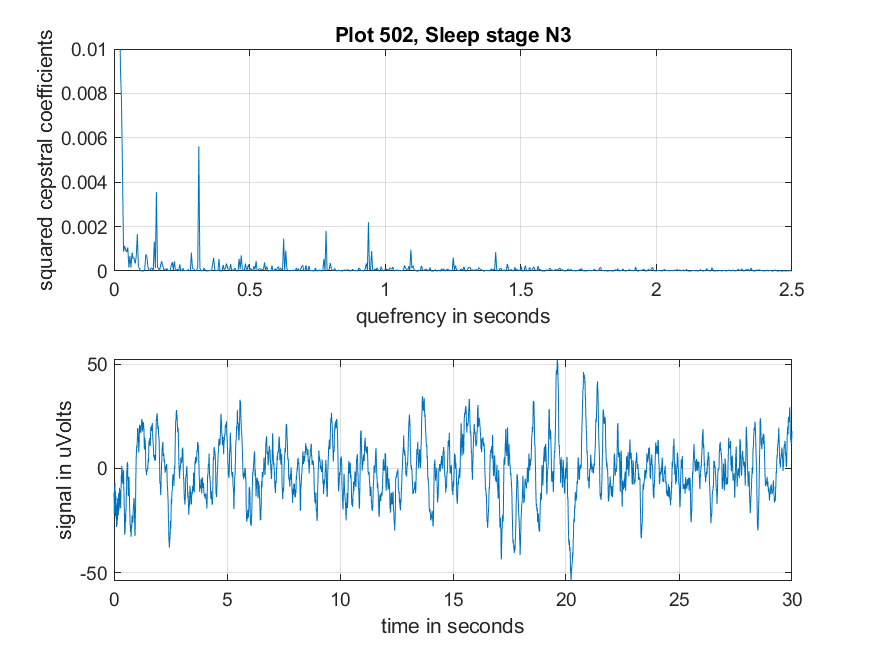 Plot 502, Sleep stage N3
squared cepstral coefficients
0.01
0.008
0.006
0.004
0.002
0
0 0.5 1 1.5 2 2.5
quefrency in seconds
signal in uVolts
50
0
-50
0 5 10 15 20 25 30
time in seconds